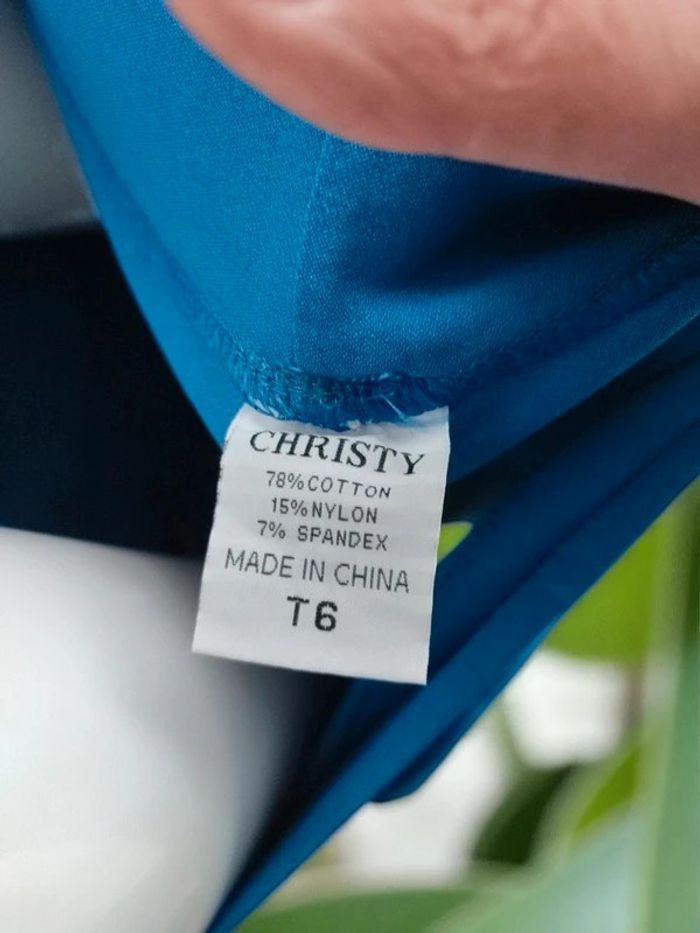 CHRISTY
78%COTTON
15%NYLON
7% SPANDEX
MADE IN CHINA
T6